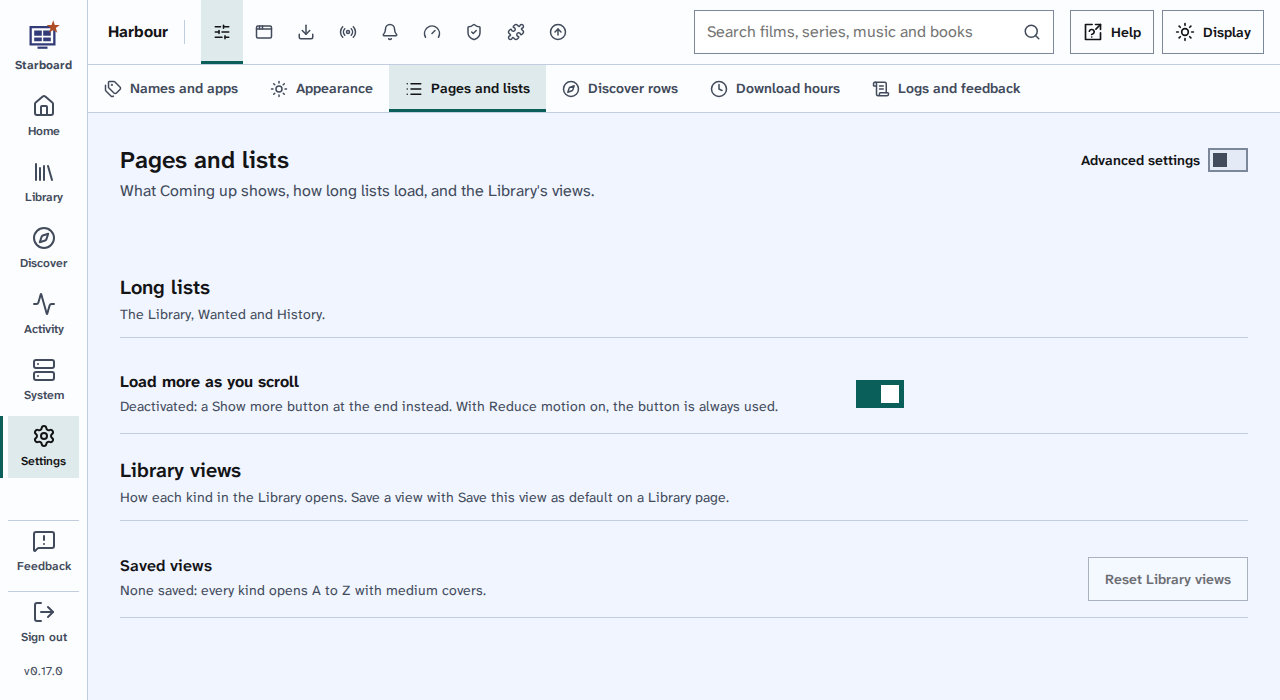 Starboard
Home
Library
Discover
Activity
System
Settings
Feedback
Sign out
v0.17.0
Harbour
Search films, series, music and books
Help
Display
Names and apps
Appearance
Pages and lists
Discover rows
Download hours
Logs and feedback
Pages and lists
What Coming up shows, how long lists load, and the Library's views.
Advanced settings
Long lists
The Library, Wanted and History.
Load more as you scroll
Deactivated: a Show more button at the end instead. With Reduce motion on, the button is always used.
Library views
How each kind in the Library opens. Save a view with Save this view as default on a Library page.
Saved views
None saved: every kind opens A to Z with medium covers.
Reset Library views